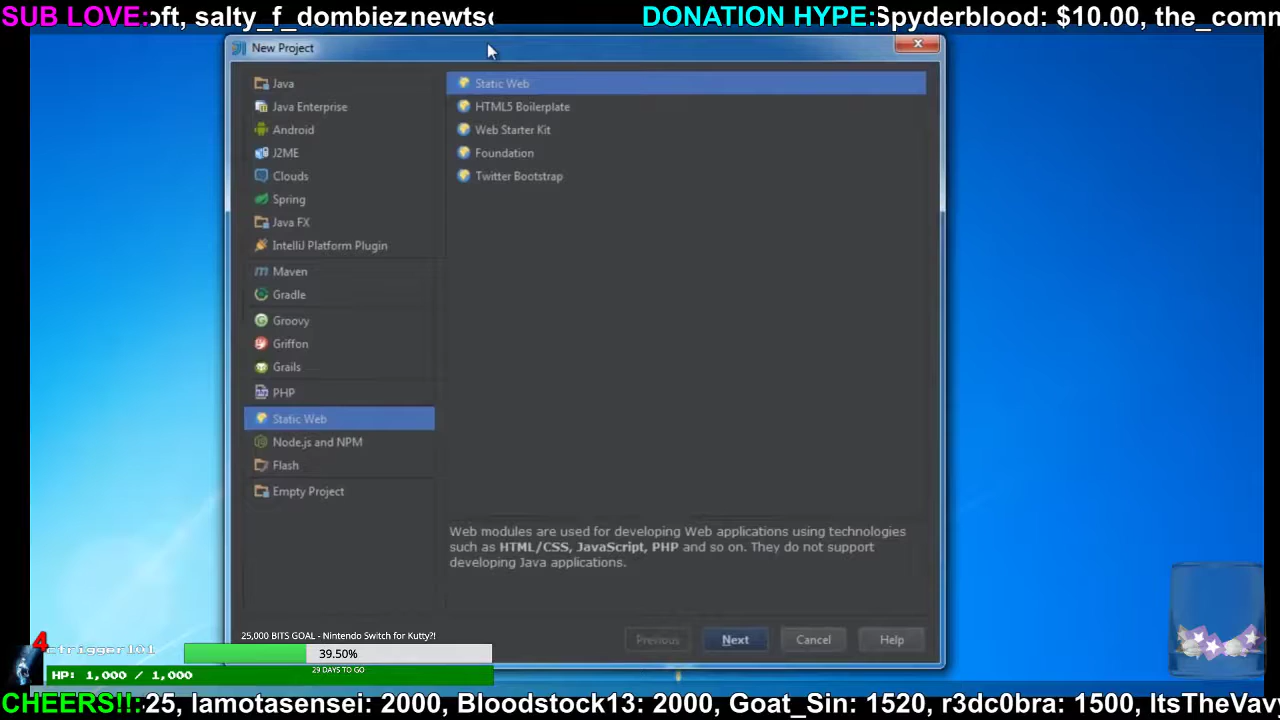 SUB LOVE: oft, salty_f_dombieznewtso
DONATION HYPE: Spyderblood: $10.00, the_comm
New Project
Java
Java Enterprise
Android
J2ME
Clouds
Spring
Java FX
IntelliJ Platform Plugin
Maven
Gradle
Groovy
Griffon
Grails
PHP
Static Web
Node.js and NPM
Flash
Empty Project
Static Web
HTML5 Boilerplate
Web Starter Kit
Foundation
Twitter Bootstrap
Web modules are used for developing Web applications using technologies
such as HTML/CSS, JavaScript, PHP and so on. They do not support
developing Java applications.
Previous
Next
Cancel
Help
25,000 BITS GOAL - Nintendo Switch for Kutty?!
39.50%
29 DAYS TO GO
4
HP: 1,000 / 1,000
CHEERS!!: 25, lamotasensei: 2000, Bloodstock13: 2000, Goat_Sin: 1520, r3dc0bra: 1500, ItsTheVav